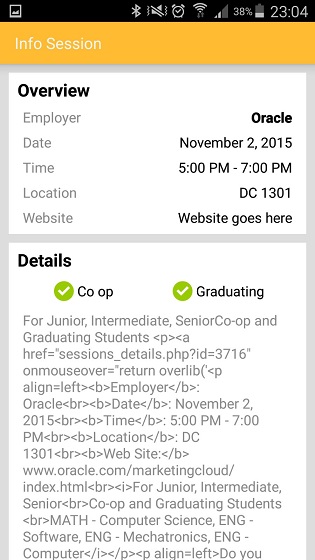 38% 23:04
Info Session
Overview
Employer Oracle
Date November 2, 2015
Time 5:00 PM - 7:00 PM
Location DC 1301
Website Website goes here
Details
Co op Graduating
For Junior, Intermediate, SeniorCo-op and
Graduating Students <p><a
href="sessions_details.php?id=3716"
onmouseover="return overlib('<p
align=left><b>Employer</b>:
Oracle<br><b>Date</b>: November 2,
2015<br><b>Time</b>: 5:00 PM - 7:00
PM<br><b>Location</b>: DC
1301<br><b>Web Site:</b>
www.oracle.com/marketingcloud/
index.html<br><i>For Junior, Intermediate,
Senior<br>Co-op and Graduating Students
<br>MATH - Computer Science, ENG -
Software, ENG - Mechatronics, ENG -
Computer</i></p><p align=left>Do you